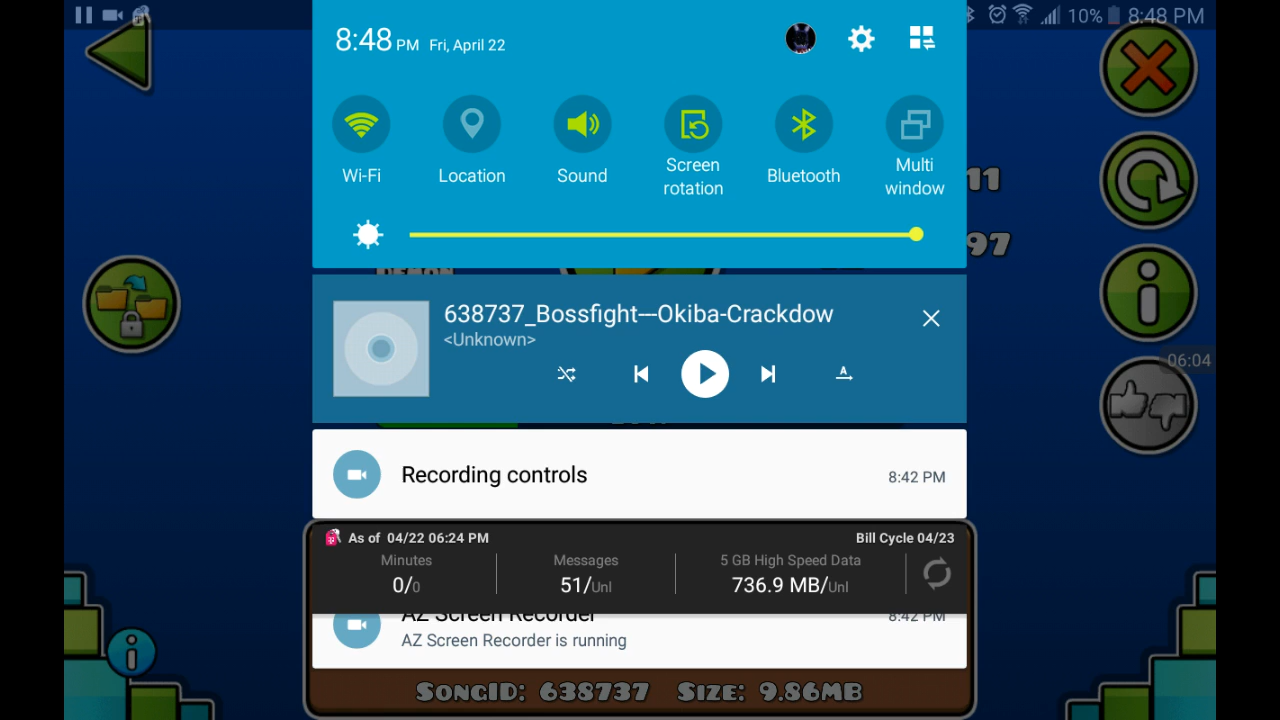 10% 8:48 PM
8:48 PM Fri, April 22
Wi-Fi
Location
Sound
Screen
rotation
Bluetooth
Multi
window
11
97
DEMON
638737_Bossfight---Okiba-Crackdow
<Unknown>
A
06:04
Recording controls
8:42 PM
As of 04/22 06:24 PM
Bill Cycle 04/23
Minutes
0/0
Messages
51/Unl
5 GB High Speed Data
736.9 MB/Unl
AZ Screen Recorder
8:42 PM
AZ Screen Recorder is running
SongID: 638737 Size: 9.86MB